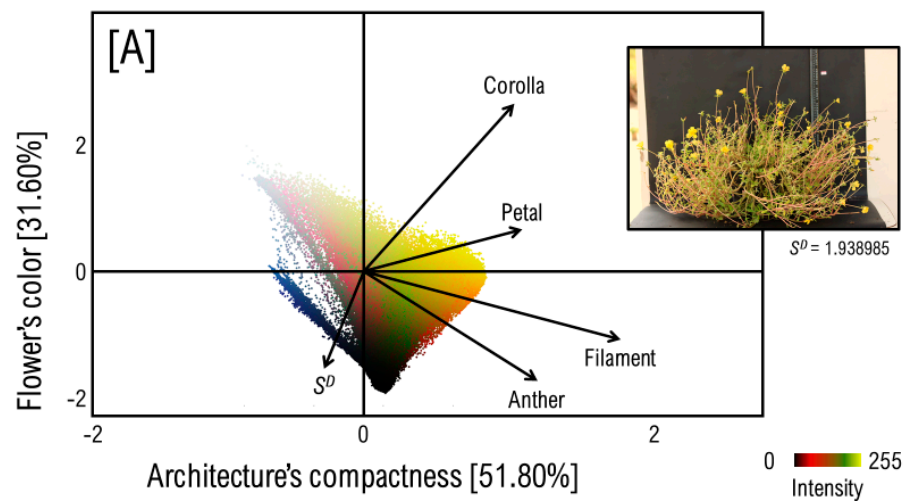 [A]
Corolla
Petal
Filament
Anther
S^D
S^D = 1.938985
2
0
-2
-2
0
2
Flower's color [31.60%]
Architecture's compactness [51.80%]
0 255
Intensity